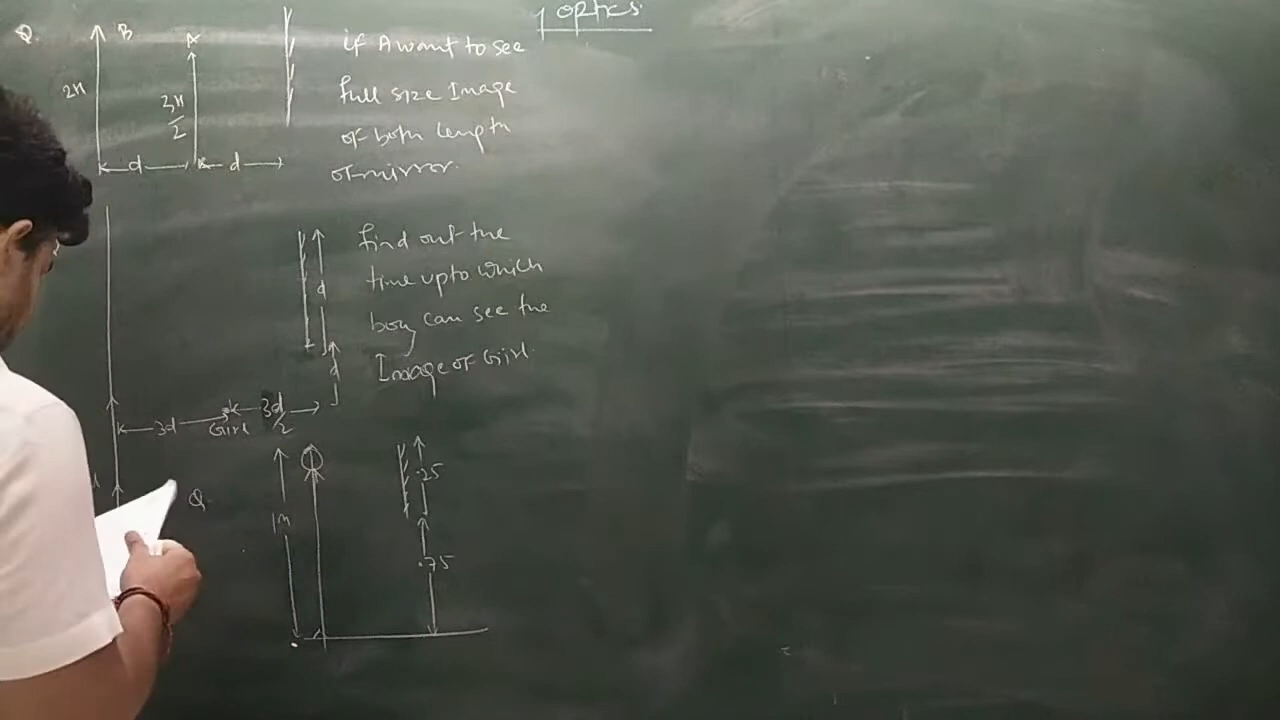 optics.
Q.
B
A
2H
3H
2
d
d
if A want to see
full size Image
of both length
of mirror.
find out the
time upto which
boy can see the
Image of Girl.
d
d
3d
3d
2
Girl
Q.
1m
.25
.75